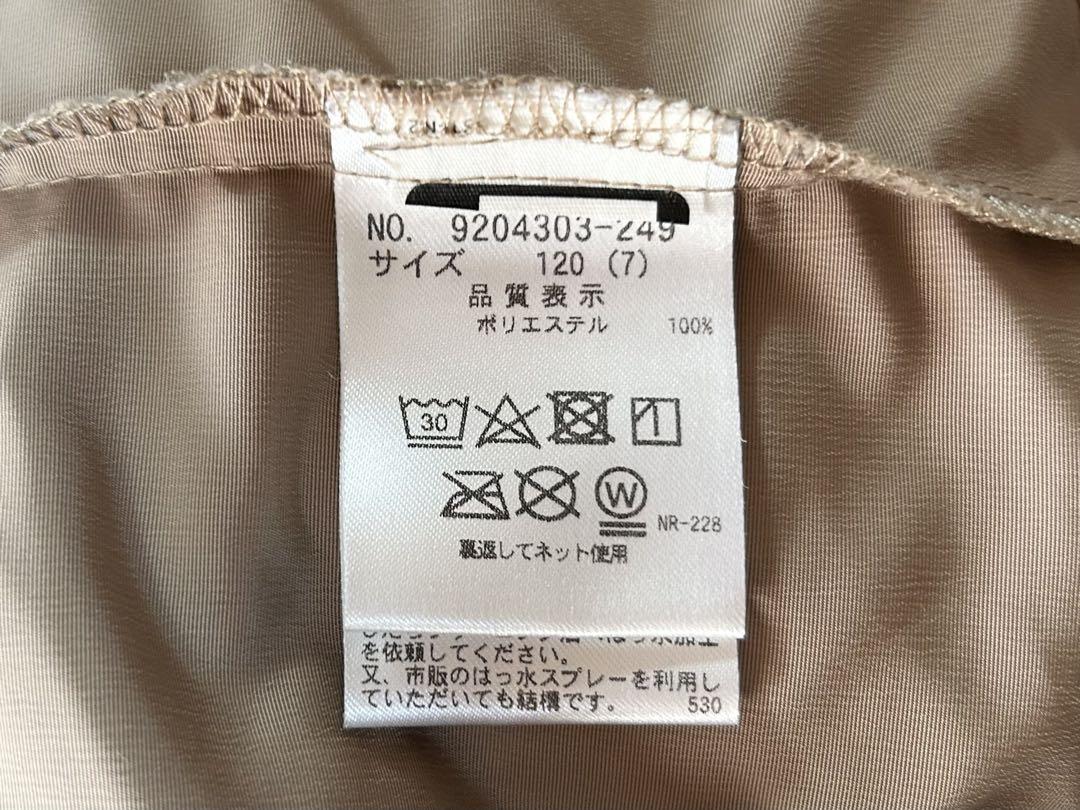 NO. 9204303-249
サイズ 120 (7)
品質表示
ポリエステル 100%
30
W
NR-228
裏返してネット使用
を依頼してください。
又、市販のはっ水スプレーを利用し
ていただいても結構です。 530